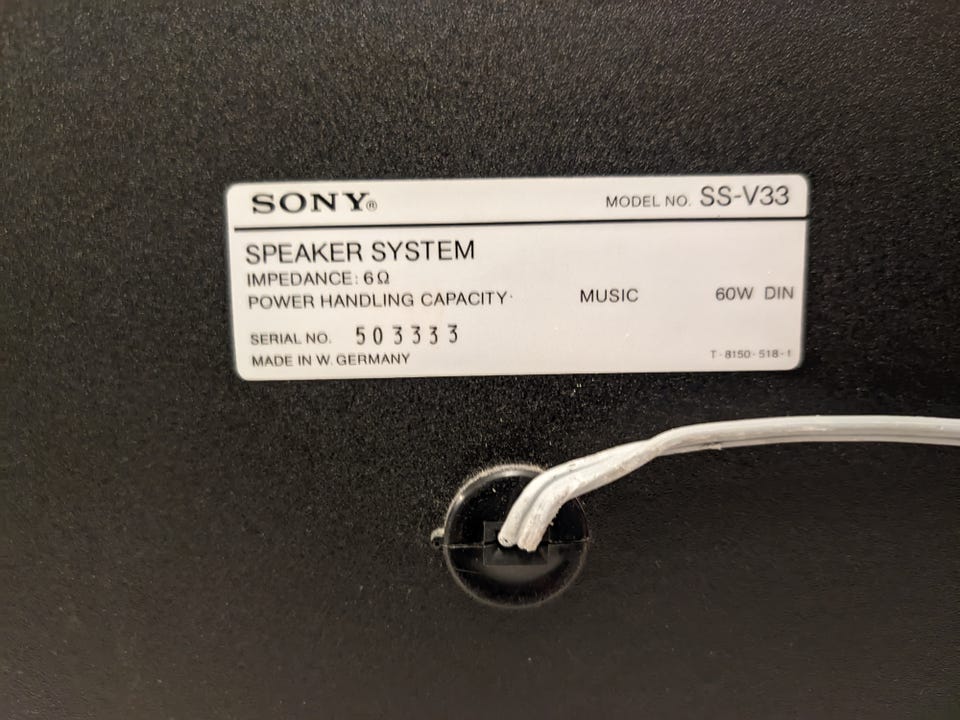 SONY® MODEL NO. SS-V33
SPEAKER SYSTEM
IMPEDANCE: 6Ω
POWER HANDLING CAPACITY MUSIC 60W DIN
SERIAL NO. 503333
MADE IN W. GERMANY T-8150-518-1